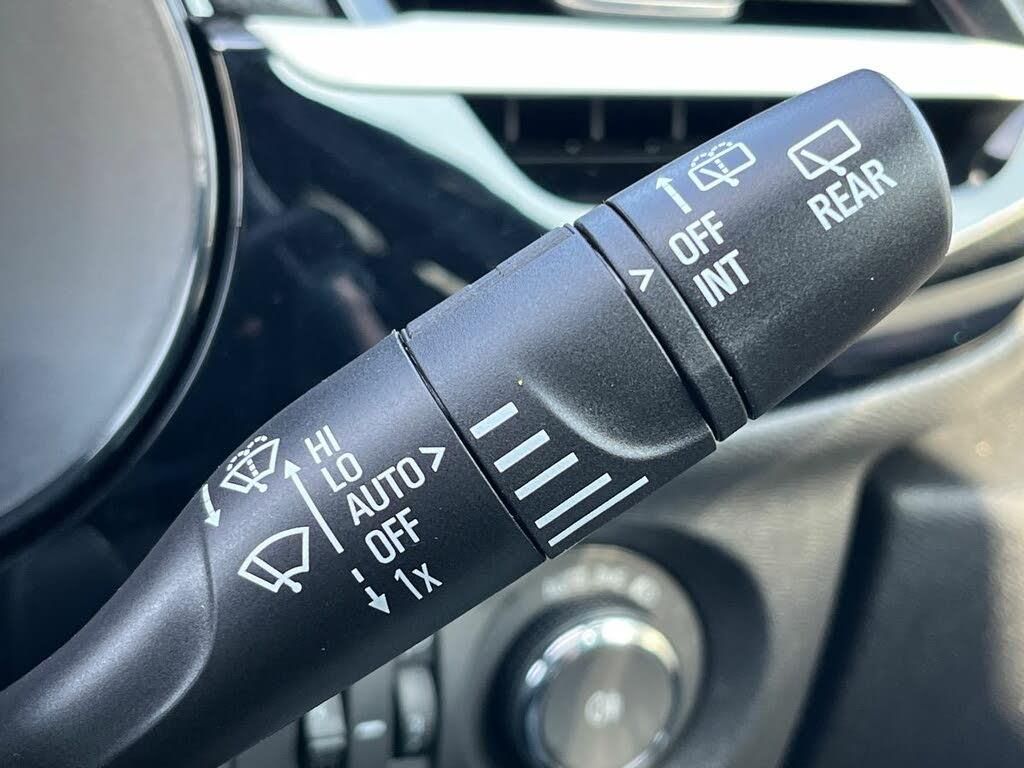 HI
LO
AUTO >
OFF
1x
>
OFF
INT
REAR